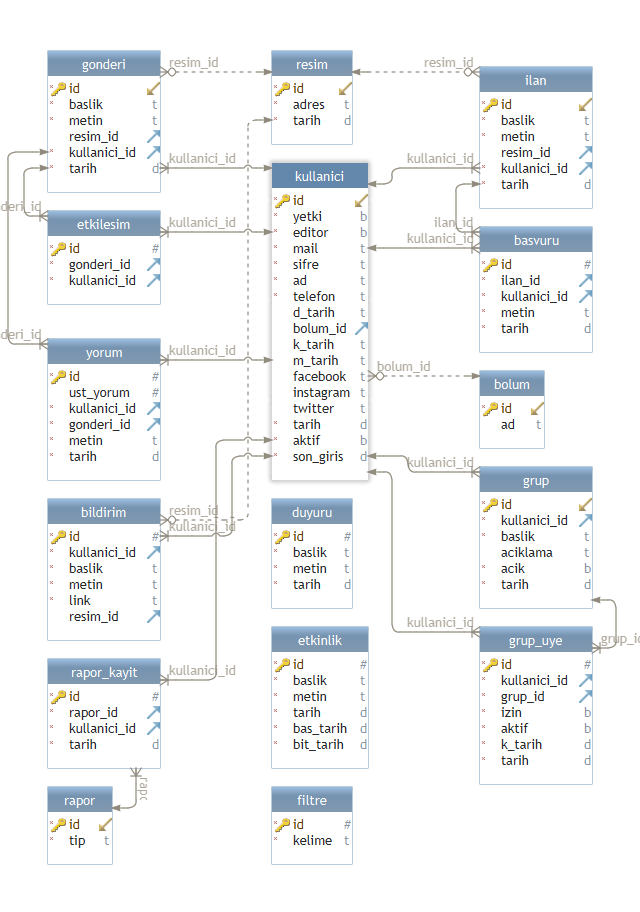 gonderi
id
baslik t
metin t
resim_id
kullanici_id
tarih d
resim_id
resim
id
adres t
tarih d
resim_id
ilan
id
baslik t
metin t
resim_id
kullanici_id
tarih d
kullanici_id
kullanici_id
kullanici
id
yetki b
editor b
mail t
sifre t
ad t
telefon t
d_tarih t
bolum_id
k_tarih t
m_tarih t
facebook t
instagram t
twitter t
tarih d
aktif b
son_giris d
deri_id
etkilesim
id #
gonderi_id
kullanici_id
kullanici_id
ilan_id
kullanici_id
basvuru
id #
ilan_id
kullanici_id
metin t
tarih d
deri_id
yorum
id #
ust_yorum #
kullanici_id
gonderi_id
metin t
tarih d
kullanici_id
bolum_id
bolum
id
ad t
kullanici_id
grup
id
kullanici_id
baslik t
aciklama t
acik b
tarih d
bildirim
id #
kullanici_id
baslik t
metin t
link t
resim_id
resim_id
kullanici_id
duyuru
id #
baslik t
metin t
tarih d
kullanici_id
grup_uye
id #
kullanici_id
grup_id
izin b
aktif b
k_tarih d
tarih d
grup_ic
etkinlik
id #
baslik t
metin t
tarih d
bas_tarih d
bit_tarih d
rapor_kayit
id #
rapor_id
kullanici_id
tarih d
kullanici_id
rapor
id
tip t
filtre
id #
kelime t